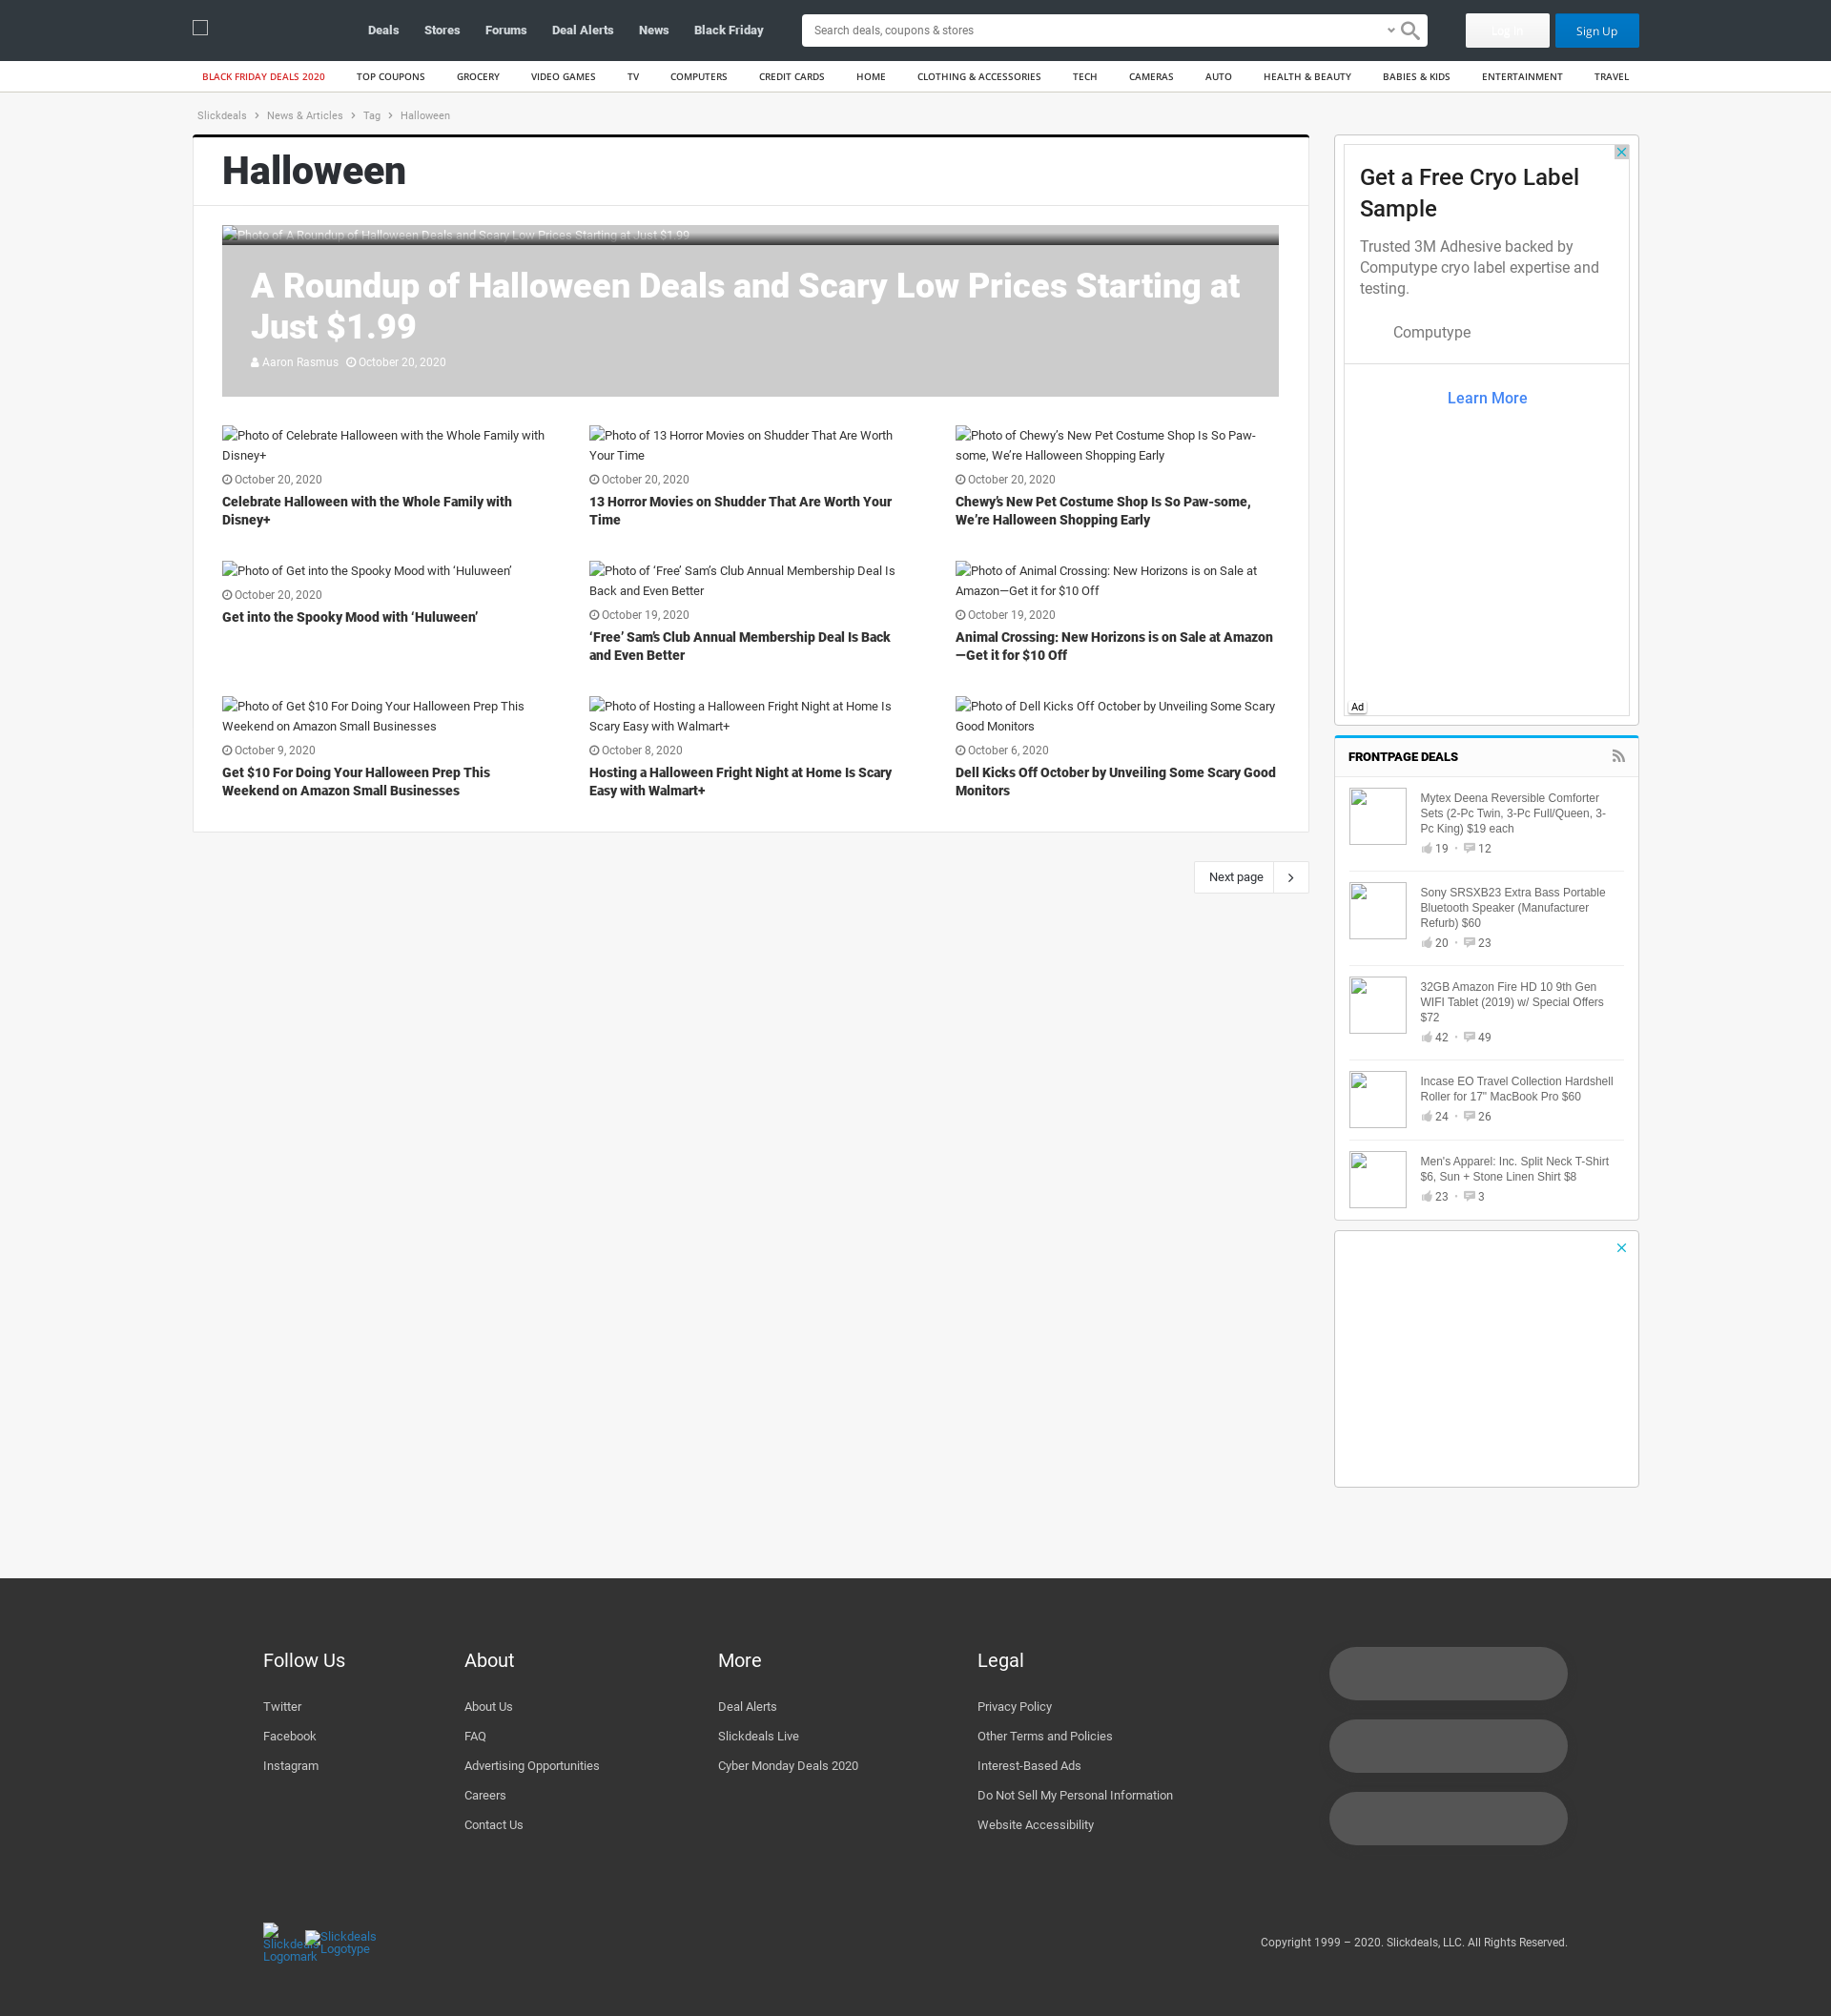 Deals
Stores
Forums
Deal Alerts
News
Black Friday
Search deals, coupons & stores
Log In
Sign Up
BLACK FRIDAY DEALS 2020
TOP COUPONS
GROCERY
VIDEO GAMES
TV
COMPUTERS
CREDIT CARDS
HOME
CLOTHING & ACCESSORIES
TECH
CAMERAS
AUTO
HEALTH & BEAUTY
BABIES & KIDS
ENTERTAINMENT
TRAVEL
Slickdeals > News & Articles > Tag > Halloween
Halloween
Photo of A Roundup of Halloween Deals and Scary Low Prices Starting at Just $1.99
A Roundup of Halloween Deals and Scary Low Prices Starting at
Just $1.99
Aaron Rasmus October 20, 2020
Photo of Celebrate Halloween with the Whole Family with
Disney+
October 20, 2020
Celebrate Halloween with the Whole Family with
Disney+
Photo of 13 Horror Movies on Shudder That Are Worth
Your Time
October 20, 2020
13 Horror Movies on Shudder That Are Worth Your
Time
Photo of Chewy’s New Pet Costume Shop Is So Paw-
some, We’re Halloween Shopping Early
October 20, 2020
Chewy’s New Pet Costume Shop Is So Paw-some,
We’re Halloween Shopping Early
Photo of Get into the Spooky Mood with ‘Huluween’
October 20, 2020
Get into the Spooky Mood with ‘Huluween’
Photo of ‘Free’ Sam’s Club Annual Membership Deal Is
Back and Even Better
October 19, 2020
‘Free’ Sam’s Club Annual Membership Deal Is Back
and Even Better
Photo of Animal Crossing: New Horizons is on Sale at
Amazon—Get it for $10 Off
October 19, 2020
Animal Crossing: New Horizons is on Sale at Amazon
—Get it for $10 Off
Photo of Get $10 For Doing Your Halloween Prep This
Weekend on Amazon Small Businesses
October 9, 2020
Get $10 For Doing Your Halloween Prep This
Weekend on Amazon Small Businesses
Photo of Hosting a Halloween Fright Night at Home Is
Scary Easy with Walmart+
October 8, 2020
Hosting a Halloween Fright Night at Home Is Scary
Easy with Walmart+
Photo of Dell Kicks Off October by Unveiling Some Scary
Good Monitors
October 6, 2020
Dell Kicks Off October by Unveiling Some Scary Good
Monitors
Next page
Get a Free Cryo Label
Sample
Trusted 3M Adhesive backed by
Computype cryo label expertise and
testing.
Computype
Learn More
Ad
FRONTPAGE DEALS
Mytex Deena Reversible Comforter
Sets (2-Pc Twin, 3-Pc Full/Queen, 3-
Pc King) $19 each
19 • 12
Sony SRSXB23 Extra Bass Portable
Bluetooth Speaker (Manufacturer
Refurb) $60
20 • 23
32GB Amazon Fire HD 10 9th Gen
WIFI Tablet (2019) w/ Special Offers
$72
42 • 49
Incase EO Travel Collection Hardshell
Roller for 17" MacBook Pro $60
24 • 26
Men's Apparel: Inc. Split Neck T-Shirt
$6, Sun + Stone Linen Shirt $8
23 • 3
Follow Us
Twitter
Facebook
Instagram
About
About Us
FAQ
Advertising Opportunities
Careers
Contact Us
More
Deal Alerts
Slickdeals Live
Cyber Monday Deals 2020
Legal
Privacy Policy
Other Terms and Policies
Interest-Based Ads
Do Not Sell My Personal Information
Website Accessibility
Slickdeals
Logomark
Slickdeals
Logotype
Copyright 1999 – 2020. Slickdeals, LLC. All Rights Reserved.